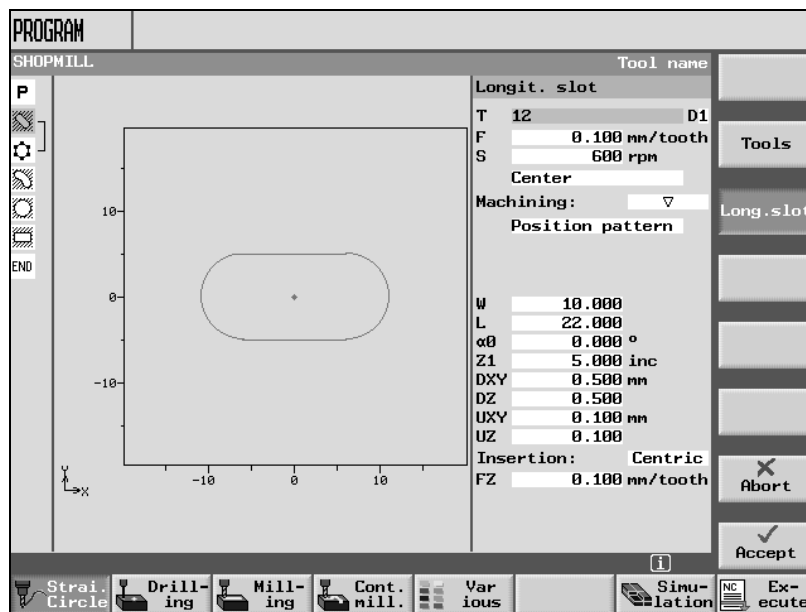 PROGRAM
SHOPMILL Tool name
P
END
10
0
-10
-10 0 10
Y
X
Longit. slot
T 12 D1
F 0.100 mm/tooth
S 600 rpm
Center
Machining: ▽
Position pattern
W 10.000
L 22.000
α0 0.000 °
Z1 5.000 inc
DXY 0.500 mm
DZ 0.500
UXY 0.100 mm
UZ 0.100
Insertion: Centric
FZ 0.100 mm/tooth
Tools
Long.slot
Abort
Accept
i
Strai. Circle
Drill- ing
Mill- ing
Cont. mill.
Var ious
Simu- lation
NC Ex- ecute